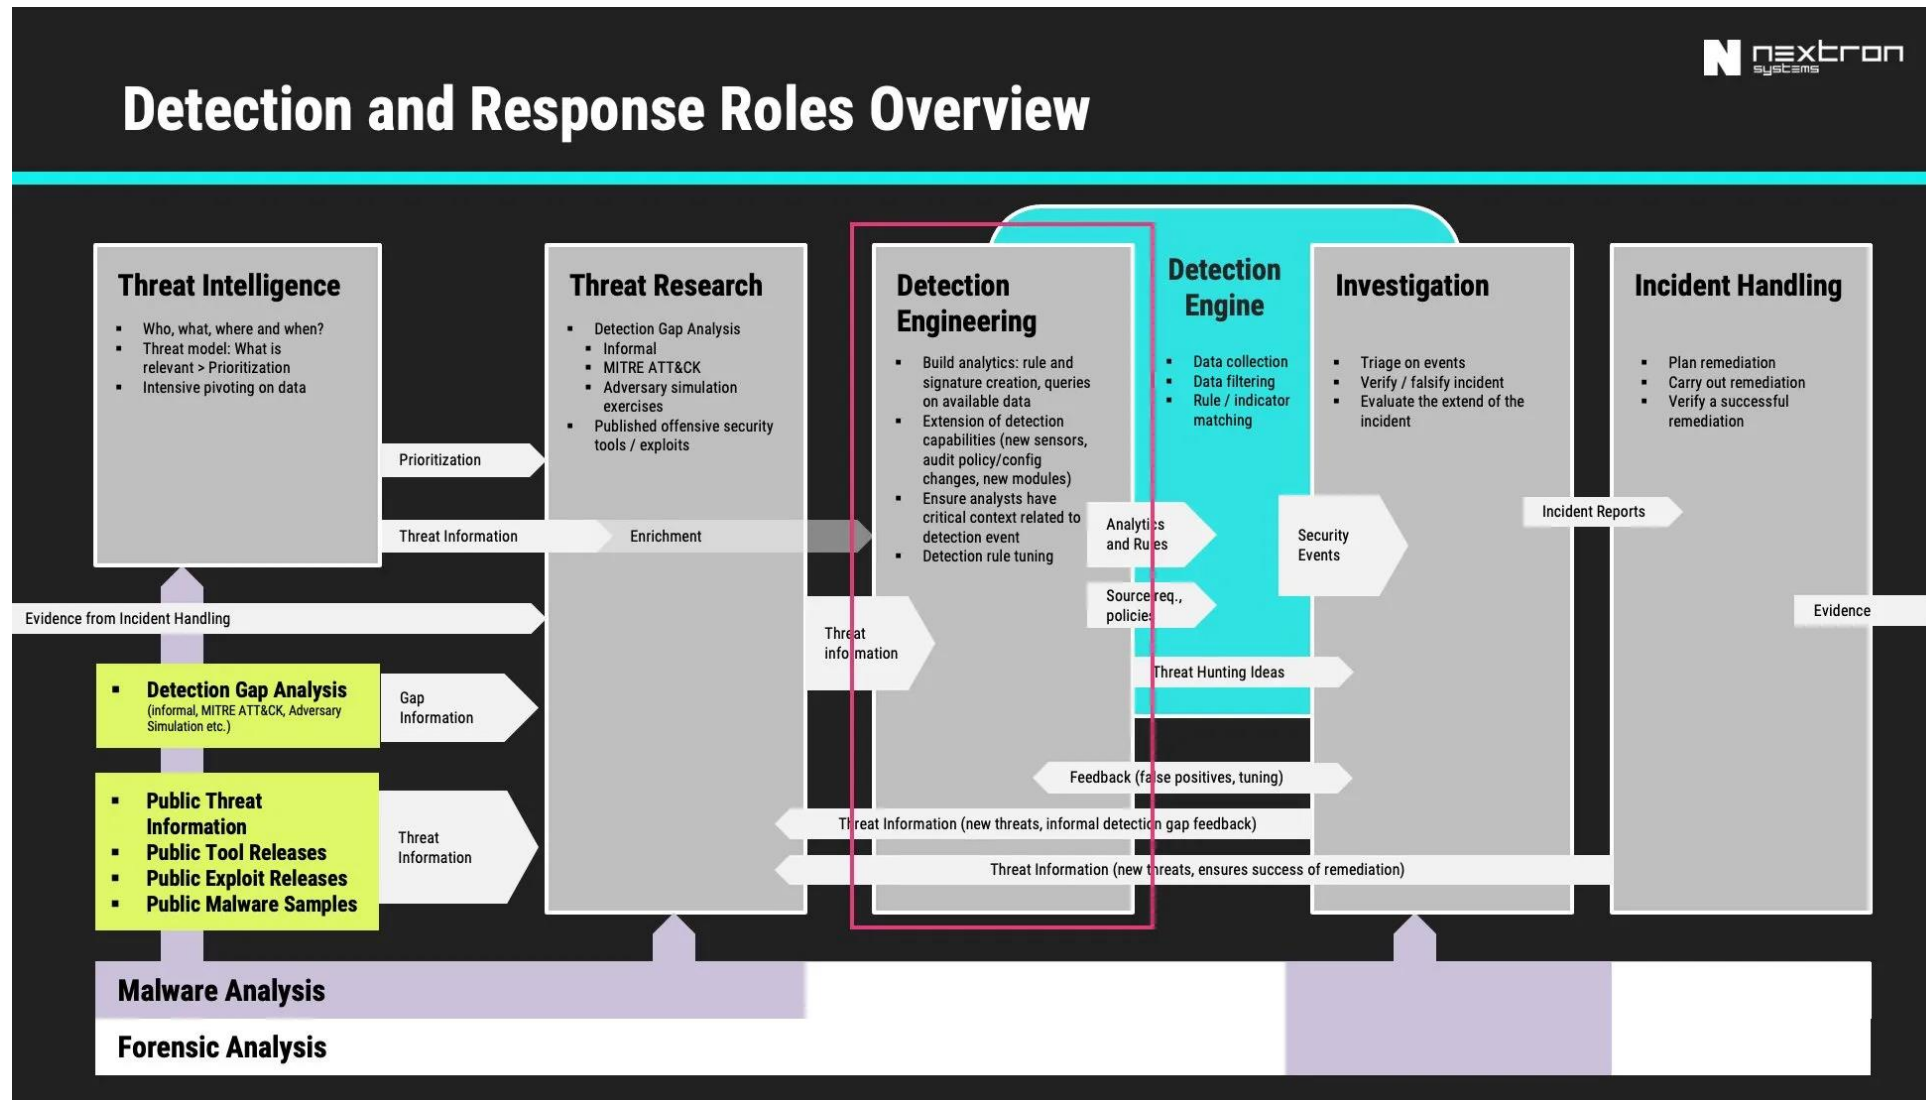 nextron
systems
Detection and Response Roles Overview
Threat Intelligence
▪ Who, what, where and when?
▪ Threat model: What is
relevant > Prioritization
▪ Intensive pivoting on data
Prioritization
Threat Information
Enrichment
Evidence from Incident Handling
▪ Detection Gap Analysis
(informal, MITRE ATT&CK, Adversary
Simulation etc.)
Gap
Information
▪ Public Threat
Information
▪ Public Tool Releases
▪ Public Exploit Releases
▪ Public Malware Samples
Threat
Information
Threat Research
▪ Detection Gap Analysis
▪ Informal
▪ MITRE ATT&CK
▪ Adversary simulation
exercises
▪ Published offensive security
tools / exploits
Threat
information
Detection
Engineering
▪ Build analytics: rule and
signature creation, queries
on available data
▪ Extension of detection
capabilities (new sensors,
audit policy/config
changes, new modules)
▪ Ensure analysts have
critical context related to
detection event
▪ Detection rule tuning
Analytics
and Rules
Source req.,
policies
Detection
Engine
▪ Data collection
▪ Data filtering
▪ Rule / indicator
matching
Security
Events
Threat Hunting Ideas
Feedback (false positives, tuning)
Threat Information (new threats, informal detection gap feedback)
Threat Information (new threats, ensures success of remediation)
Investigation
▪ Triage on events
▪ Verify / falsify incident
▪ Evaluate the extend of the
incident
Incident Reports
Incident Handling
▪ Plan remediation
▪ Carry out remediation
▪ Verify a successful
remediation
Evidence
Malware Analysis
Forensic Analysis